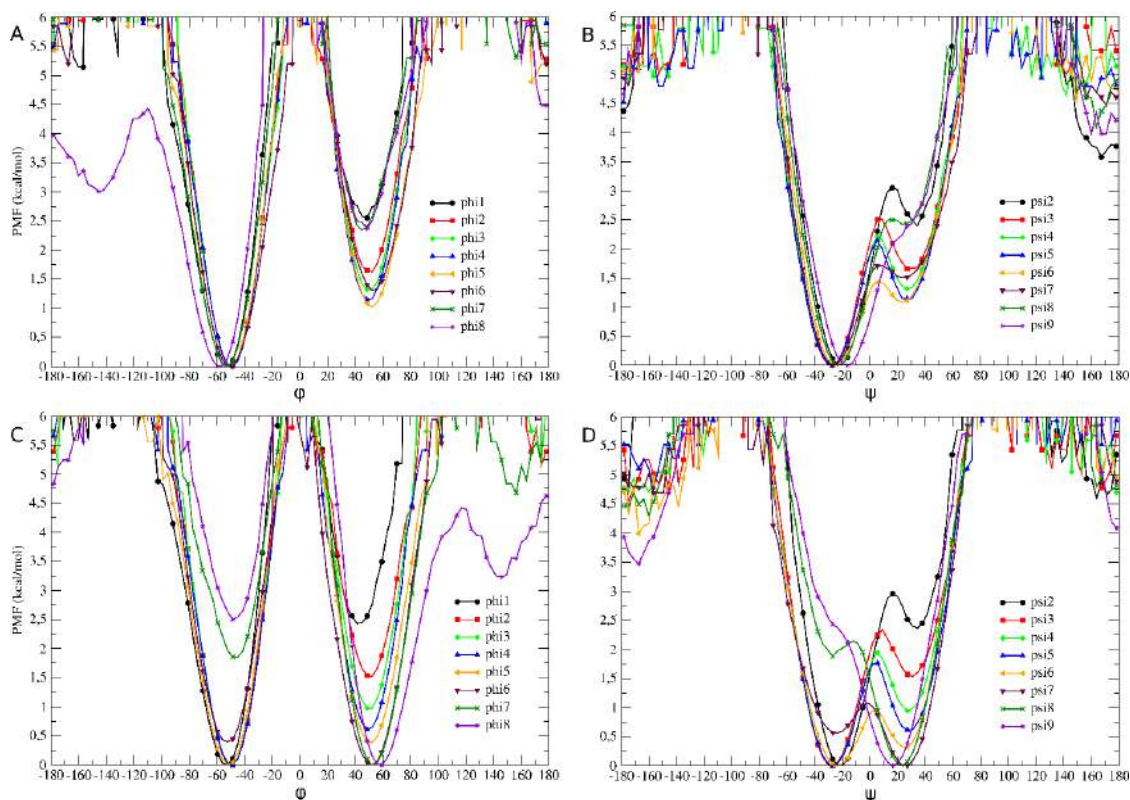 A
PMF (kcal/mol)
6
5,5
5
4,5
4
3,5
3
2,5
2
1,5
1
0,5
0
phi1
phi2
phi3
phi4
phi5
phi6
phi7
phi8
-180 -160 -140 -120 -100 -80 -60 -40 -20 0 20 40 60 80 100 120 140 160 180
φ
B
6
5,5
5
4,5
4
3,5
3
2,5
2
1,5
1
0,5
0
psi2
psi3
psi4
psi5
psi6
psi7
psi8
psi9
-180 -160 -140 -120 -100 -80 -60 -40 -20 0 20 40 60 80 100 120 140 160 180
ψ
C
PMF (kcal/mol)
6
5,5
5
4,5
4
3,5
3
2,5
2
1,5
1
0,5
0
phi1
phi2
phi3
phi4
phi5
phi6
phi7
phi8
-180 -160 -140 -120 -100 -80 -60 -40 -20 0 20 40 60 80 100 120 140 160 180
φ
D
6
5,5
5
4,5
4
3,5
3
2,5
2
1,5
1
0,5
0
psi2
psi3
psi4
psi5
psi6
psi7
psi8
psi9
-180 -160 -140 -120 -100 -80 -60 -40 -20 0 20 40 60 80 100 120 140 160 180
ψ